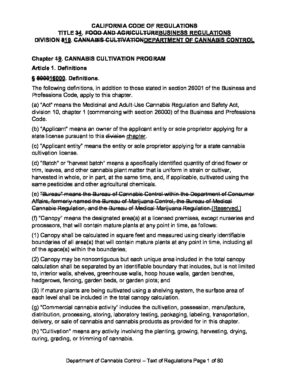 CALIFORNIA CODE OF REGULATIONS
TITLE 34. FOOD AND AGRICULTUREBUSINESS REGULATIONS
DIVISION 819. CANNABIS CULTIVATIONDEPARTMENT OF CANNABIS CONTROL
Chapter 13. CANNABIS CULTIVATION PROGRAM
Article 1. Definitions
§ 800016000. Definitions.
The following definitions, in addition to those stated in section 26001 of the Business and
Professions Code, apply to this chapter.
(a) "Act" means the Medicinal and Adult-Use Cannabis Regulation and Safety Act,
division 10, chapter 1 (commencing with section 26000) of the Business and Professions
Code.
(b) "Applicant" means an owner of the applicant entity or sole proprietor applying for a
state license pursuant to this division chapter.
(c) "Applicant entity" means the entity or sole proprietor applying for a state cannabis
cultivation license.
(d) "Batch" or "harvest batch" means a specifically identified quantity of dried flower or
trim, leaves, and other cannabis plant matter that is uniform in strain or cultivar,
harvested in whole, or in part, at the same time, and, if applicable, cultivated using the
same pesticides and other agricultural chemicals.
(e) "Bureau" means the Bureau of Cannabis Control within the Department of Consumer
Affairs, formerly named the Bureau of Marijuana Control, the Bureau of Medical
Cannabis Regulation, and the Bureau of Medical Marijuana Regulation.[Reserved.]
(f) "Canopy" means the designated area(s) at a licensed premises, except nurseries and
processors, that will contain mature plants at any point in time, as follows:
(1) Canopy shall be calculated in square feet and measured using clearly identifiable
boundaries of all area(s) that will contain mature plants at any point in time, including all
of the space(s) within the boundaries;
(2) Canopy may be noncontiguous but each unique area included in the total canopy
calculation shall be separated by an identifiable boundary that includes, but is not limited
to, interior walls, shelves, greenhouse walls, hoop house walls, garden benches,
hedgerows, fencing, garden beds, or garden plots; and
(3) If mature plants are being cultivated using a shelving system, the surface area of
each level shall be included in the total canopy calculation.
(g) "Commercial cannabis activity" includes the cultivation, possession, manufacture,
distribution, processing, storing, laboratory testing, packaging, labeling, transportation,
delivery, or sale of cannabis and cannabis products as provided for in this chapter.
(h) "Cultivation" means any activity involving the planting, growing, harvesting, drying,
curing, grading, or trimming of cannabis.
Department of Cannabis Control – Text of Regulations Page 1 of 80